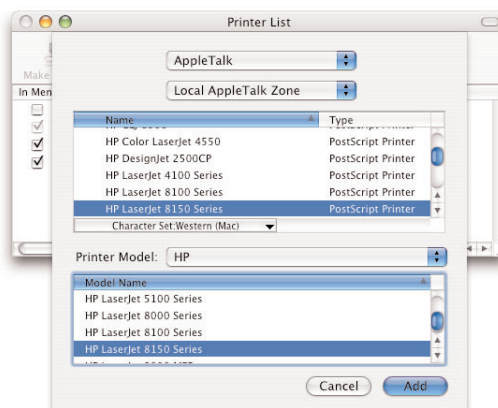 Printer List
AppleTalk
Make
Local AppleTalk Zone
In Men
Name Type
HP Color LaserJet 4550 PostScript Printer
HP DesignJet 2500CP PostScript Printer
HP LaserJet 4100 Series PostScript Printer
HP LaserJet 8100 Series PostScript Printer
HP LaserJet 8150 Series PostScript Printer
Character Set:Western (Mac)
Printer Model: HP
Model Name
HP LaserJet 5100 Series
HP LaserJet 8000 Series
HP LaserJet 8100 Series
HP LaserJet 8150 Series
Cancel Add